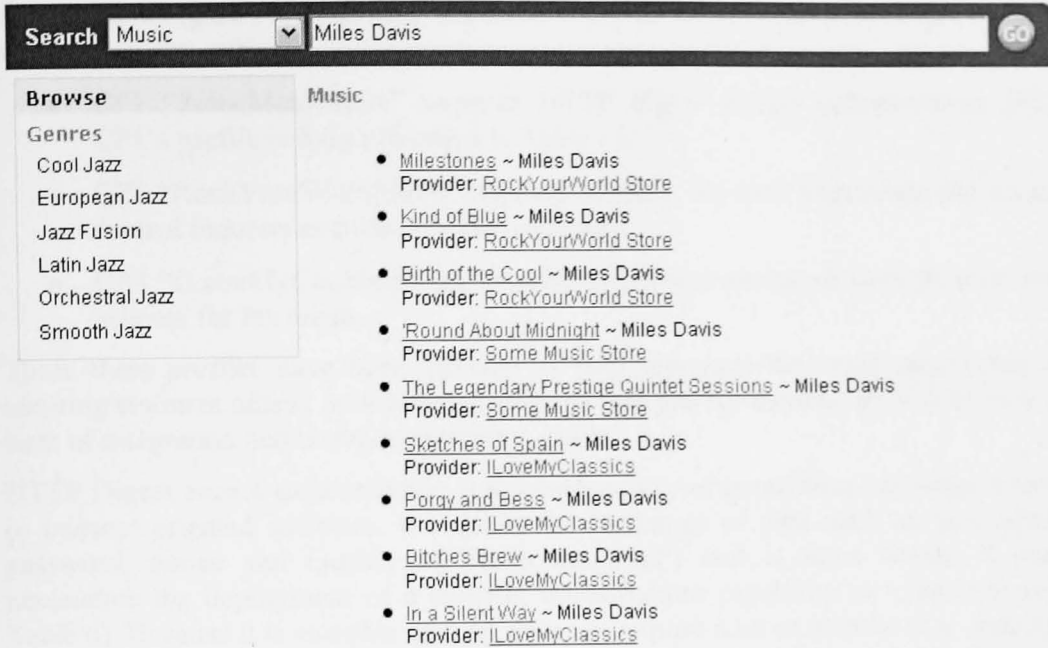 Search Music Miles Davis GO
Browse
Genres
Cool Jazz
European Jazz
Jazz Fusion
Latin Jazz
Orchestral Jazz
Smooth Jazz
Music
Milestones ~ Miles Davis
Provider: RockYourWorld Store
Kind of Blue ~ Miles Davis
Provider: RockYourWorld Store
Birth of the Cool ~ Miles Davis
Provider: RockYourWorld Store
'Round About Midnight ~ Miles Davis
Provider: Some Music Store
The Legendary Prestige Quintet Sessions ~ Miles Davis
Provider: Some Music Store
Sketches of Spain ~ Miles Davis
Provider: ILoveMyClassics
Porgy and Bess ~ Miles Davis
Provider: ILoveMyClassics
Bitches Brew ~ Miles Davis
Provider: ILoveMyClassics
In a Silent Way ~ Miles Davis
Provider: ILoveMyClassics